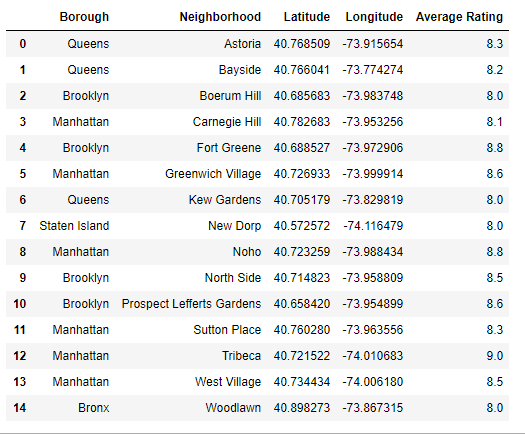 Borough Neighborhood Latitude Longitude Average Rating
0 Queens Astoria 40.768509 -73.915654 8.3
1 Queens Bayside 40.766041 -73.774274 8.2
2 Brooklyn Boerum Hill 40.685683 -73.983748 8.0
3 Manhattan Carnegie Hill 40.782683 -73.953256 8.1
4 Brooklyn Fort Greene 40.688527 -73.972906 8.8
5 Manhattan Greenwich Village 40.726933 -73.999914 8.6
6 Queens Kew Gardens 40.705179 -73.829819 8.0
7 Staten Island New Dorp 40.572572 -74.116479 8.0
8 Manhattan Noho 40.723259 -73.988434 8.8
9 Brooklyn North Side 40.714823 -73.958809 8.5
10 Brooklyn Prospect Lefferts Gardens 40.658420 -73.954899 8.6
11 Manhattan Sutton Place 40.760280 -73.963556 8.3
12 Manhattan Tribeca 40.721522 -74.010683 9.0
13 Manhattan West Village 40.734434 -74.006180 8.5
14 Bronx Woodlawn 40.898273 -73.867315 8.0